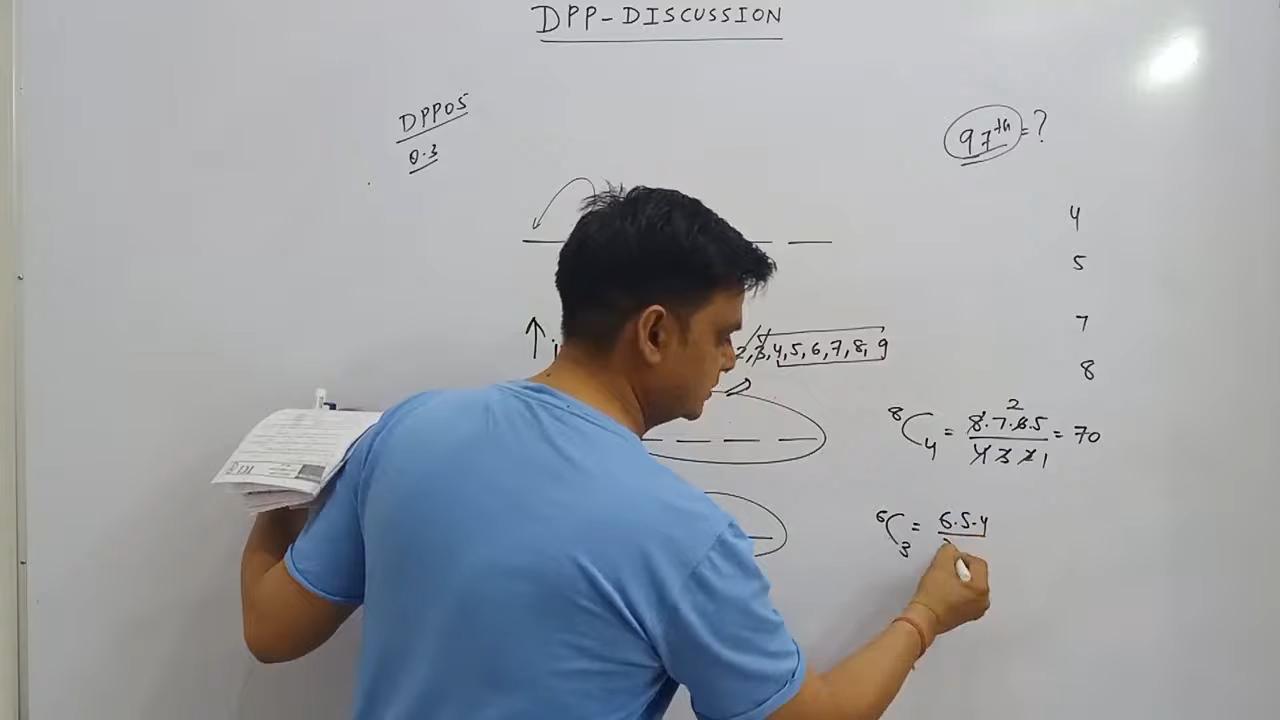 DPP-DISCUSSION
DPP05
Q.3
97th = ?
4
5
7
8
2, 3, 4, 5, 6, 7, 8, 9
2
⁸C₄ = 8.7.6.5 / 4 3 2 1 = 70
⁶C₃ = 6.5.4